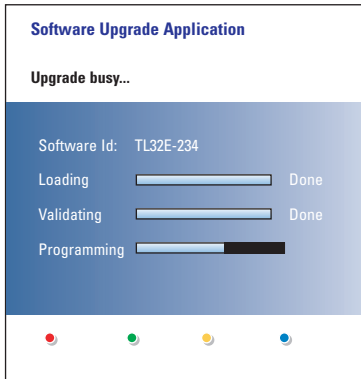 Software Upgrade Application
Upgrade busy...
Software Id: TL32E-234
Loading Done
Validating Done
Programming